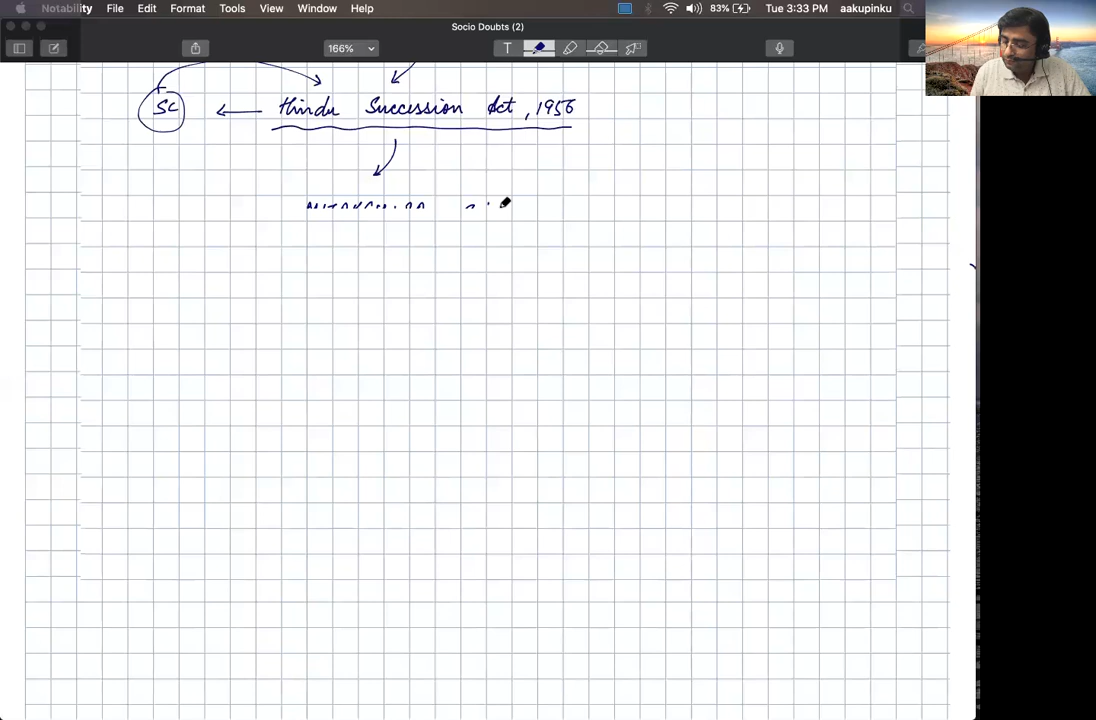 Notability File Edit Format Tools View Window Help 83% Tue 3:33 PM aakupinku
Socio Doubts (2)
166% T
SC ← Hindu Succession Act, 1956